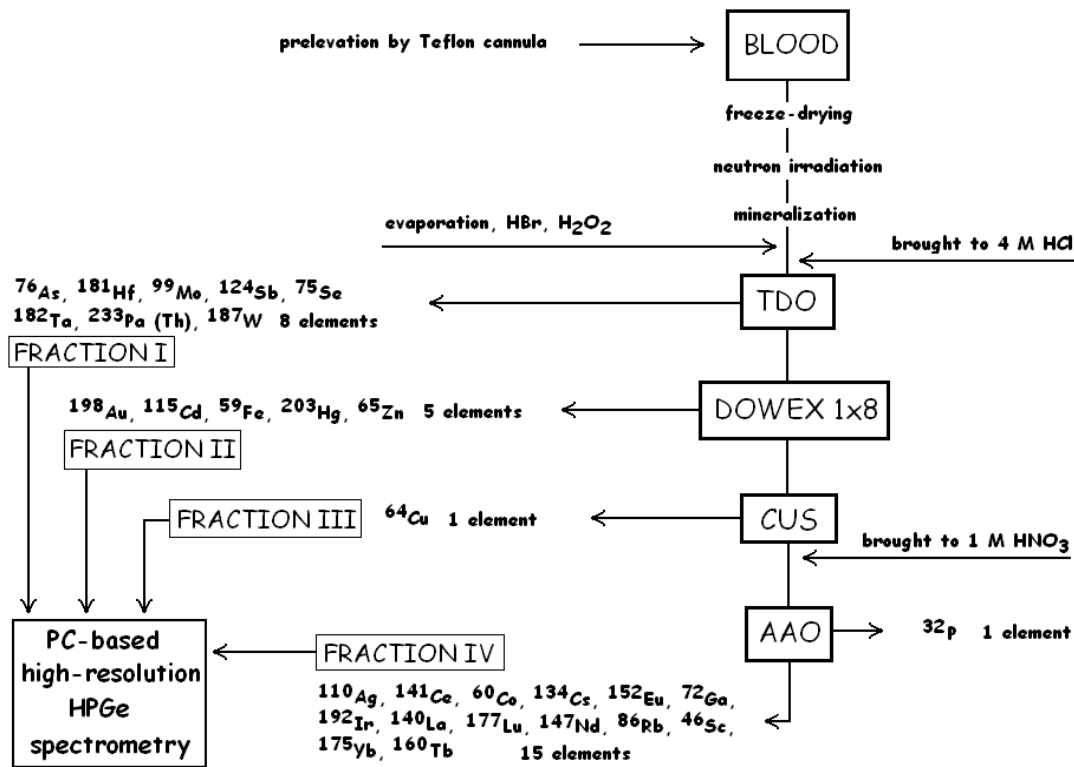 prelevation by Teflon cannula
BLOOD
freeze-drying
neutron irradiation
mineralization
evaporation, HBr, H₂O₂
brought to 4 M HCl
⁷⁶As, ¹⁸¹Hf, ⁹⁹Mo, ¹²⁴Sb, ⁷⁵Se
¹⁸²Ta, ²³³Pa (Th), ¹⁸⁷W 8 elements
TDO
FRACTION I
¹⁹⁸Au, ¹¹⁵Cd, ⁵⁹Fe, ²⁰³Hg, ⁶⁵Zn 5 elements
DOWEX 1x8
FRACTION II
FRACTION III
⁶⁴Cu 1 element
CUS
brought to 1 M HNO₃
AAO
³²P 1 element
PC-based
high-resolution
HPGe
spectrometry
FRACTION IV
¹¹⁰Ag, ¹⁴¹Ce, ⁶⁰Co, ¹³⁴Cs, ¹⁵²Eu, ⁷²Ga,
¹⁹²Ir, ¹⁴⁰La, ¹⁷⁷Lu, ¹⁴⁷Nd, ⁸⁶Rb, ⁴⁶Sc,
¹⁷⁵Yb, ¹⁶⁰Tb 15 elements